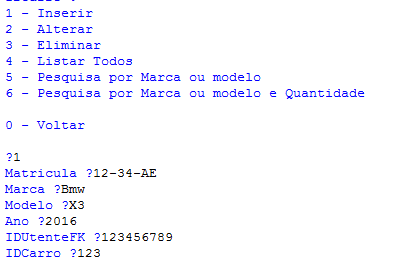 1 - Inserir
2 - Alterar
3 - Eliminar
4 - Listar Todos
5 - Pesquisa por Marca ou modelo
6 - Pesquisa por Marca ou modelo e Quantidade
0 - Voltar
?1
Matricula ?12-34-AE
Marca ?Bmw
Modelo ?X3
Ano ?2016
IDUtenteFK ?123456789
IDCarro ?123